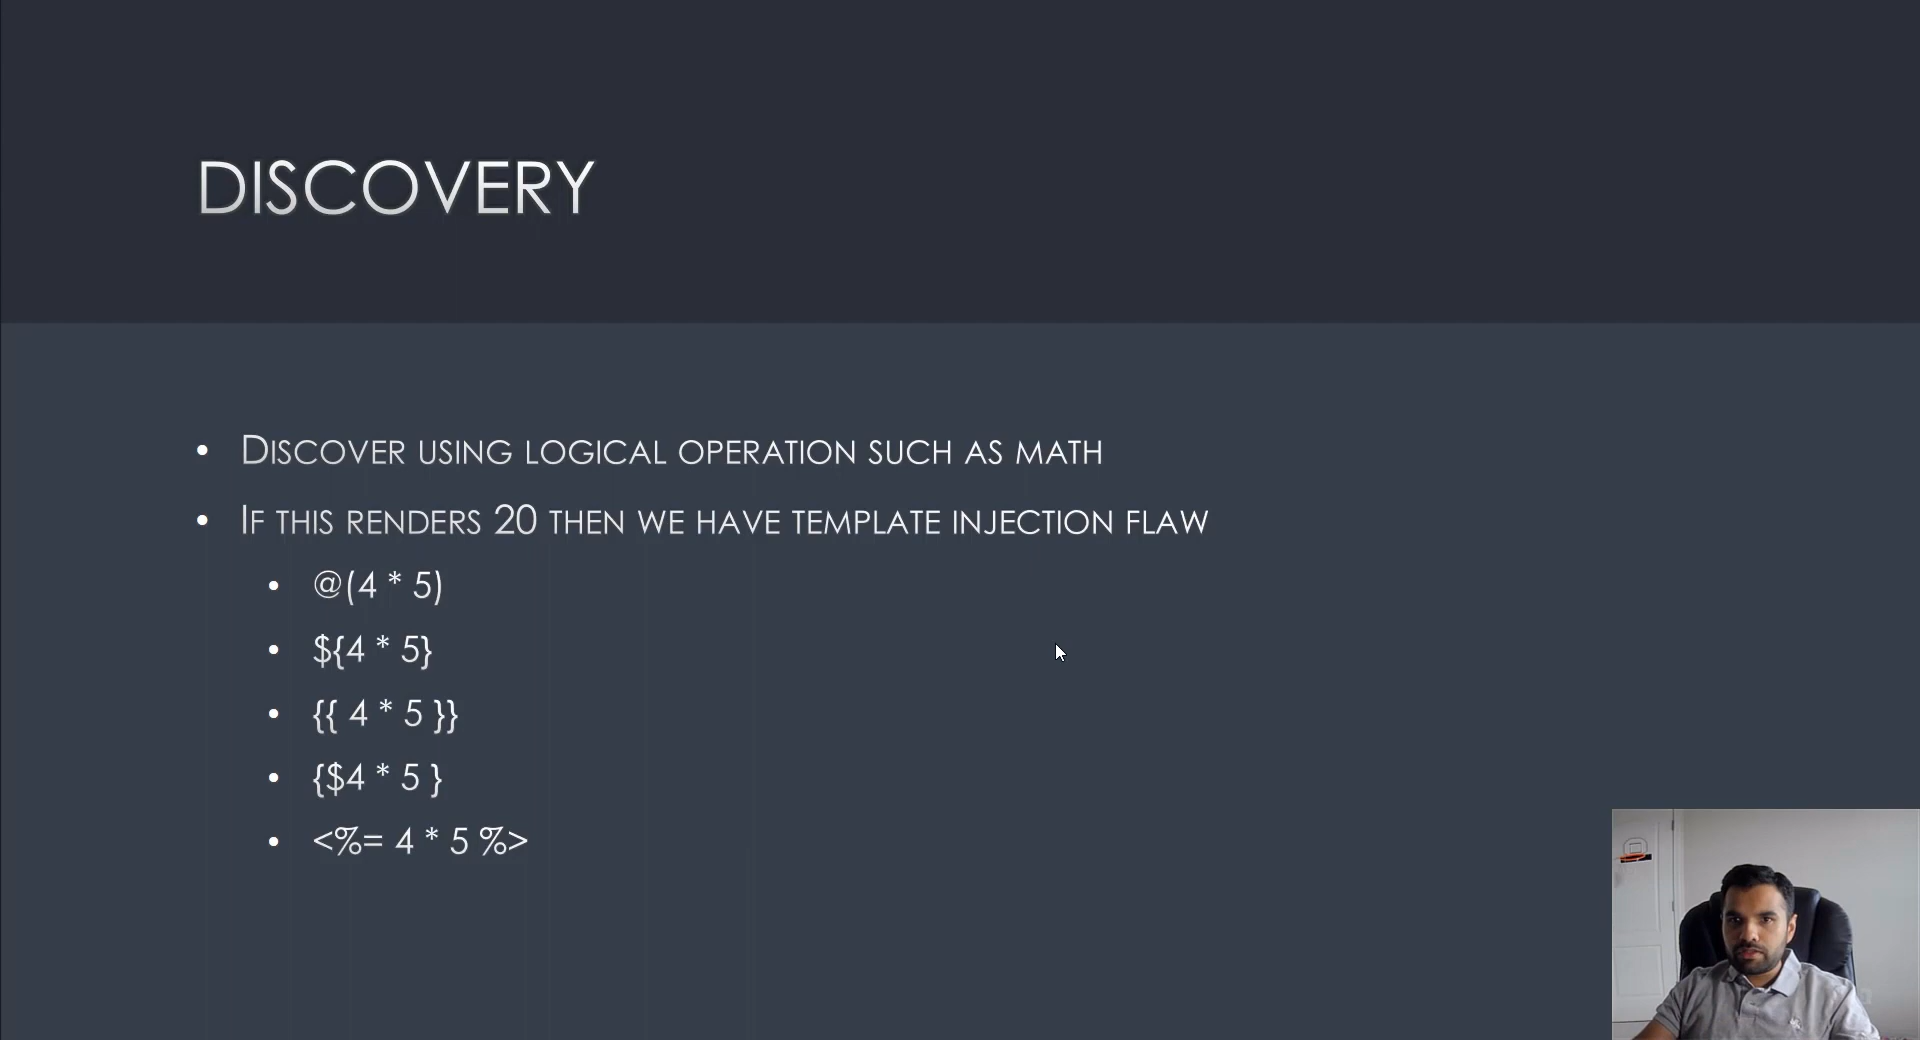 DISCOVERY
• DISCOVER USING LOGICAL OPERATION SUCH AS MATH
• IF THIS RENDERS 20 THEN WE HAVE TEMPLATE INJECTION FLAW
• @(4 * 5)
• ${4 * 5}
• {{ 4 * 5 }}
• {$4 * 5 }
• <%= 4 * 5 %>